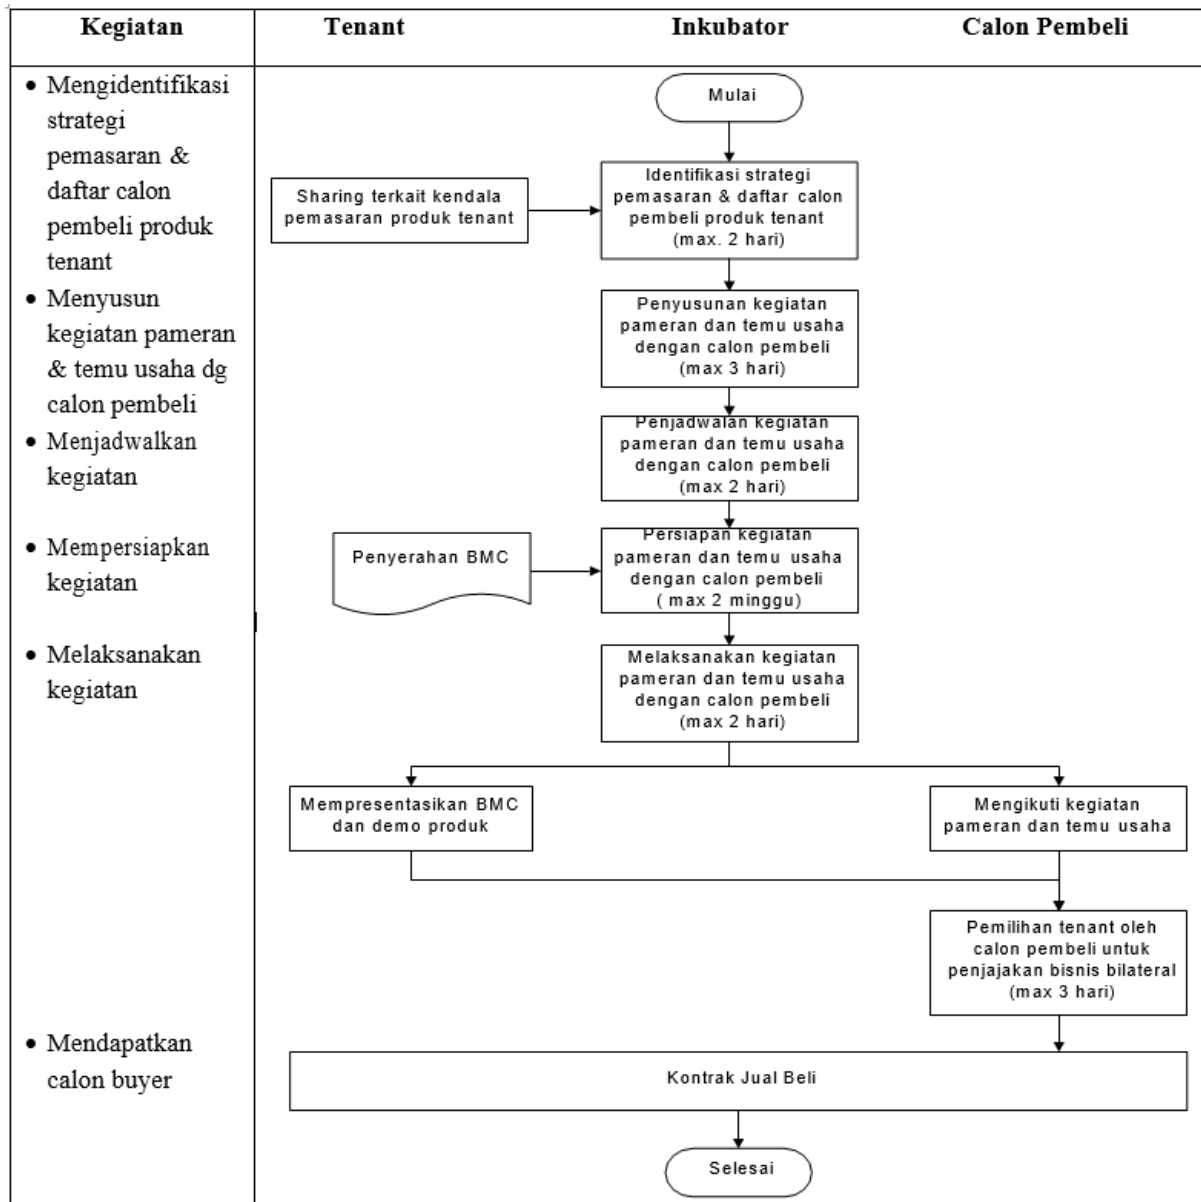 Kegiatan
Tenant
Inkubator
Calon Pembeli
• Mengidentifikasi
strategi
pemasaran &
daftar calon
pembeli produk
tenant
• Menyusun
kegiatan pameran
& temu usaha dg
calon pembeli
• Menjadwalkan
kegiatan
• Mempersiapkan
kegiatan
• Melaksanakan
kegiatan
• Mendapatkan
calon buyer
Mulai
Sharing terkait kendala
pemasaran produk tenant
Identifikasi strategi
pemasaran & daftar calon
pembeli produk tenant
(max. 2 hari)
Penyusunan kegiatan
pameran dan temu usaha
dengan calon pembeli
(max 3 hari)
Penjadwalan kegiatan
pameran dan temu usaha
dengan calon pembeli
(max 2 hari)
Penyerahan BMC
Persiapan kegiatan
pameran dan temu usaha
dengan calon pembeli
( max 2 minggu)
Melaksanakan kegiatan
pameran dan temu usaha
dengan calon pembeli
(max 2 hari)
Mempresentasikan BMC
dan demo produk
Mengikuti kegiatan
pameran dan temu usaha
Pemilihan tenant oleh
calon pembeli untuk
penjajakan bisnis bilateral
(max 3 hari)
Kontrak Jual Beli
Selesai